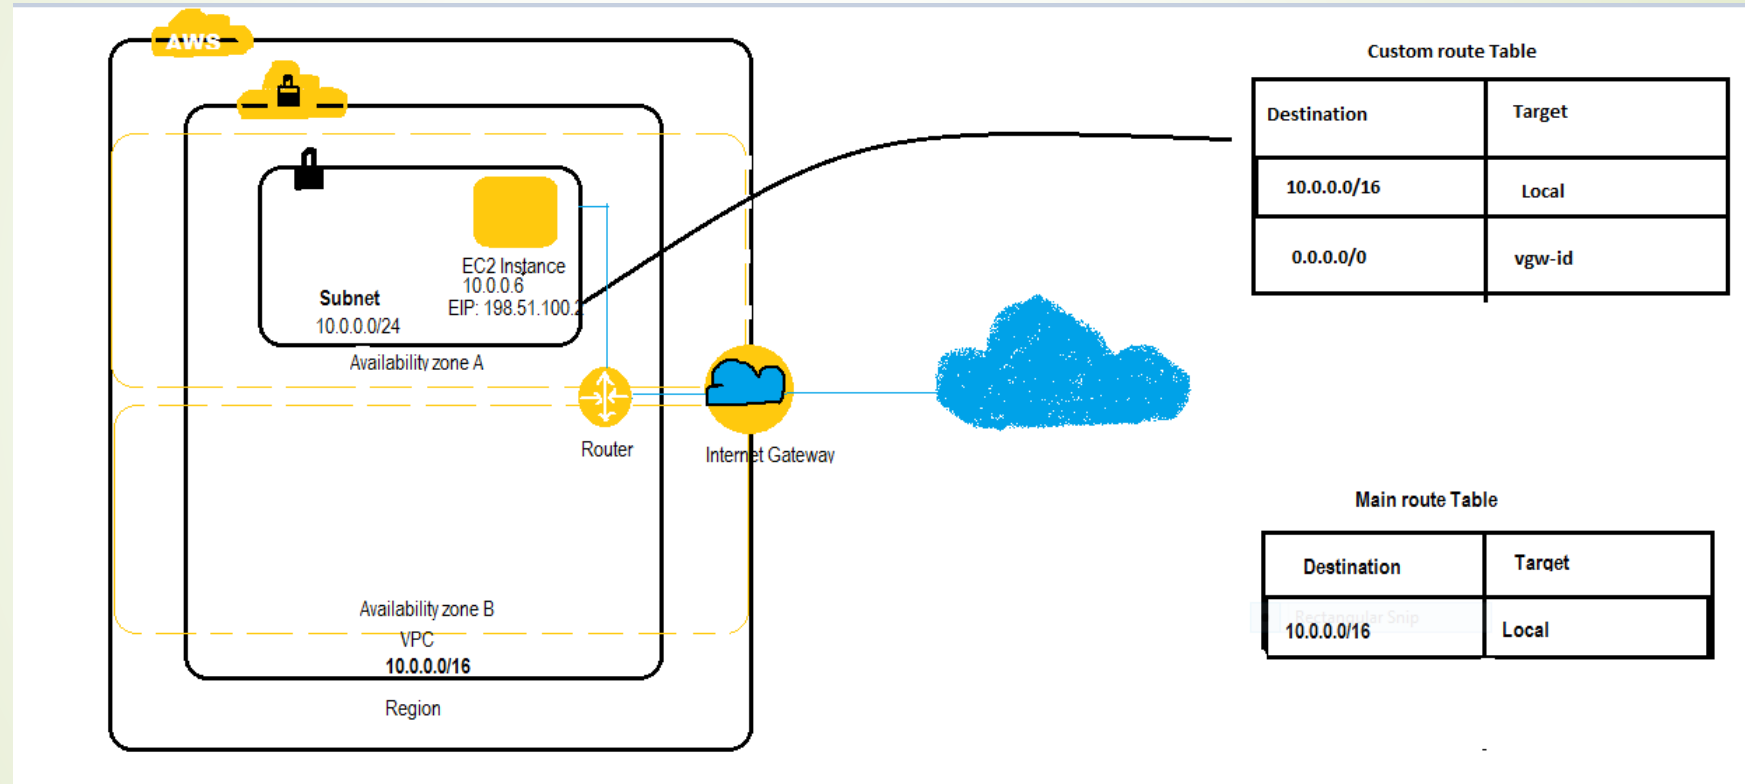 AWS
EC2 Instance
10.0.0.6
EIP: 198.51.100.2
Subnet
10.0.0.0/24
Availability zone A
Router
Internet Gateway
Availability zone B
VPC
10.0.0.0/16
Region
Custom route Table
Destination Target
10.0.0.0/16 Local
0.0.0.0/0 vgw-id
Main route Table
Destination Target
Rectangular Snip
10.0.0.0/16 Local